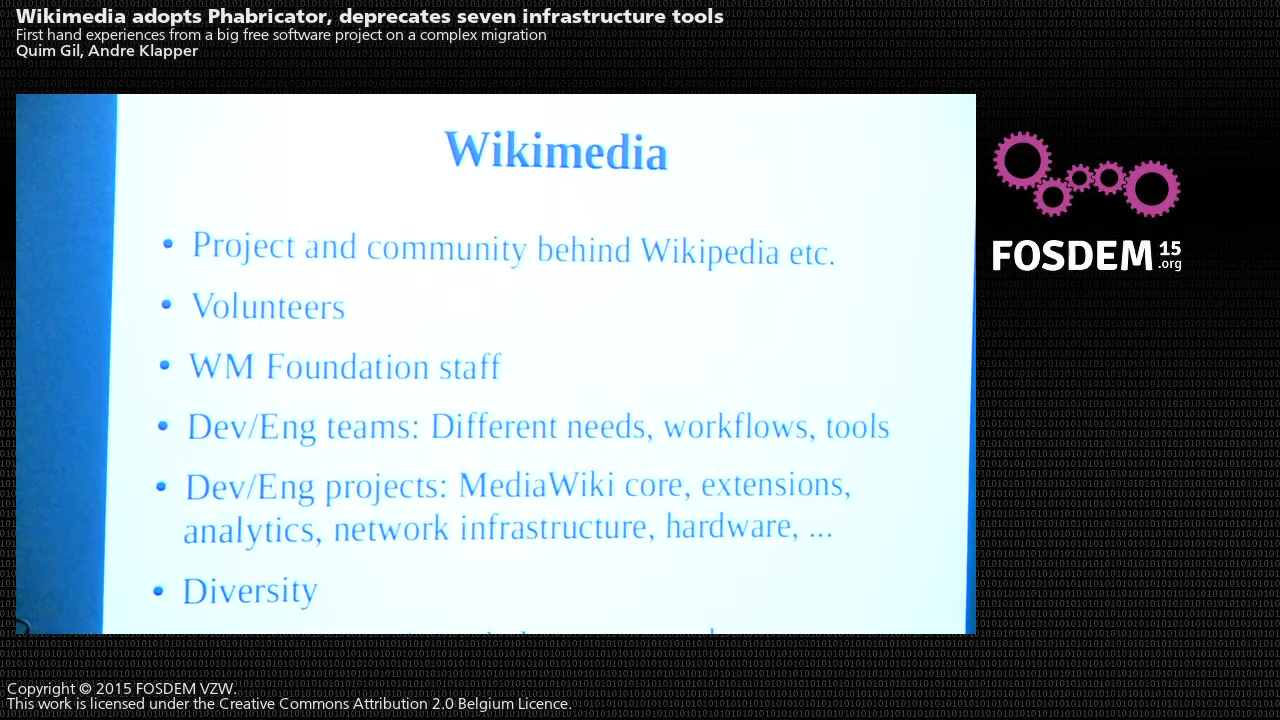 Wikimedia adopts Phabricator, deprecates seven infrastructure tools
First hand experiences from a big free software project on a complex migration
Quim Gil, Andre Klapper
Wikimedia
• Project and community behind Wikipedia etc.
• Volunteers
• WM Foundation staff
• Dev/Eng teams: Different needs, workflows, tools
• Dev/Eng projects: MediaWiki core, extensions,
analytics, network infrastructure, hardware, ...
• Diversity
FOSDEM 15
.org
Copyright © 2015 FOSDEM VZW.
This work is licensed under the Creative Commons Attribution 2.0 Belgium Licence.